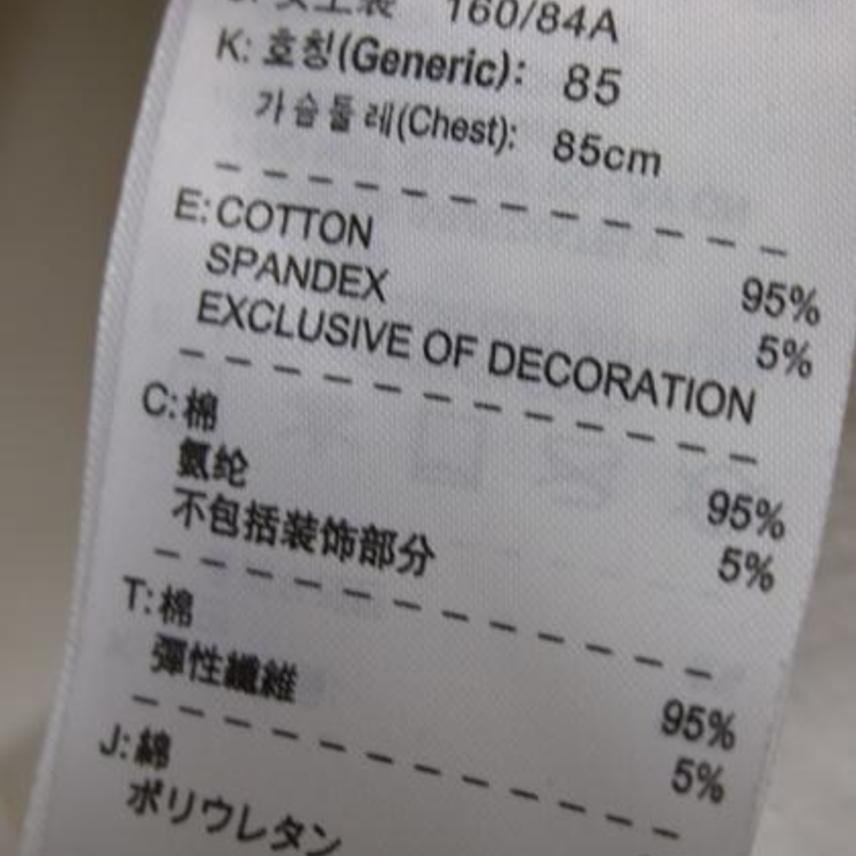 160/84A
K: 호칭(Generic): 85
가슴둘레(Chest): 85cm
E: COTTON 95%
SPANDEX 5%
EXCLUSIVE OF DECORATION
C: 棉 95%
氨纶 5%
不包括装饰部分
T: 棉 95%
彈性纖維 5%
J: 綿
ポリウレタン